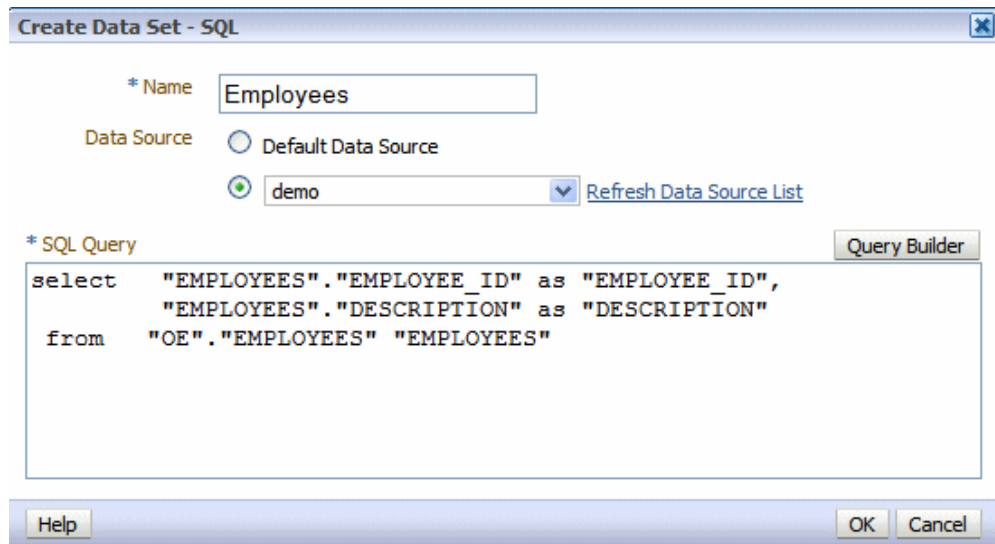 Create Data Set - SQL
* Name Employees
Data Source Default Data Source
demo Refresh Data Source List
* SQL Query Query Builder
select "EMPLOYEES"."EMPLOYEE_ID" as "EMPLOYEE_ID",
"EMPLOYEES"."DESCRIPTION" as "DESCRIPTION"
from "OE"."EMPLOYEES" "EMPLOYEES"
Help OK Cancel